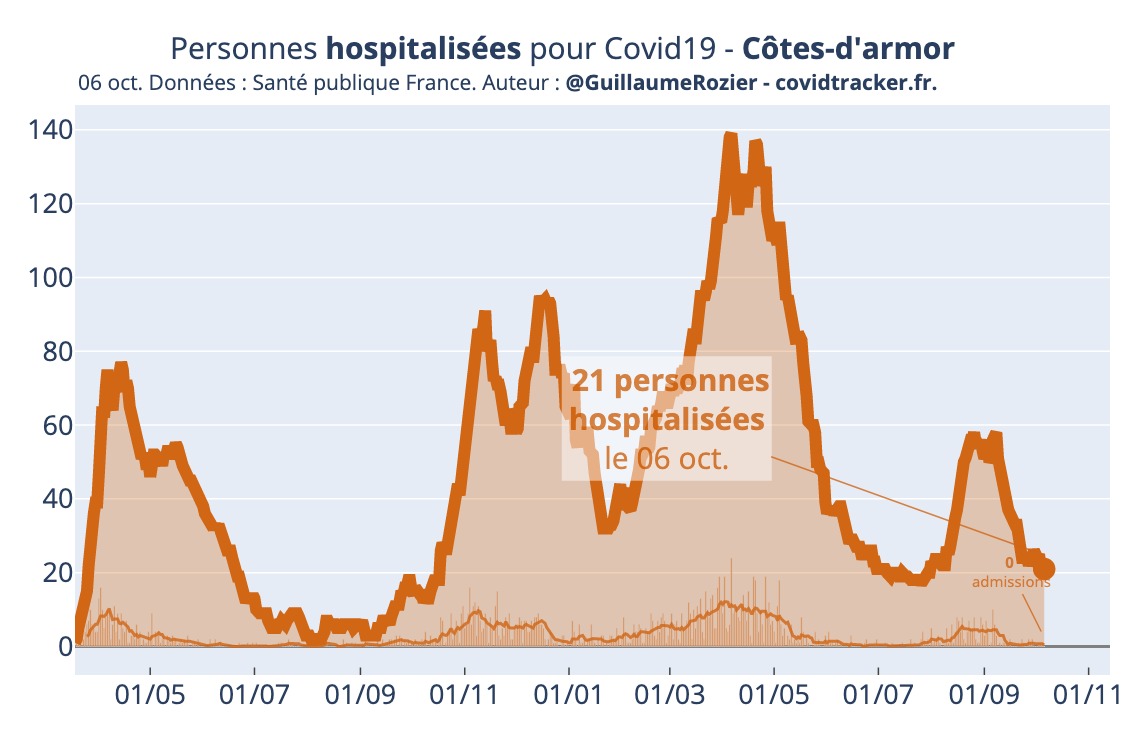 Personnes hospitalisées pour Covid19 - Côtes-d'armor
06 oct. Données : Santé publique France. Auteur : @GuillaumeRozier - covidtracker.fr.
140
120
100
80
60
40
20
0
21 personnes
hospitalisées
le 06 oct.
0
admissions
01/05 01/07 01/09 01/11 01/01 01/03 01/05 01/07 01/09 01/11